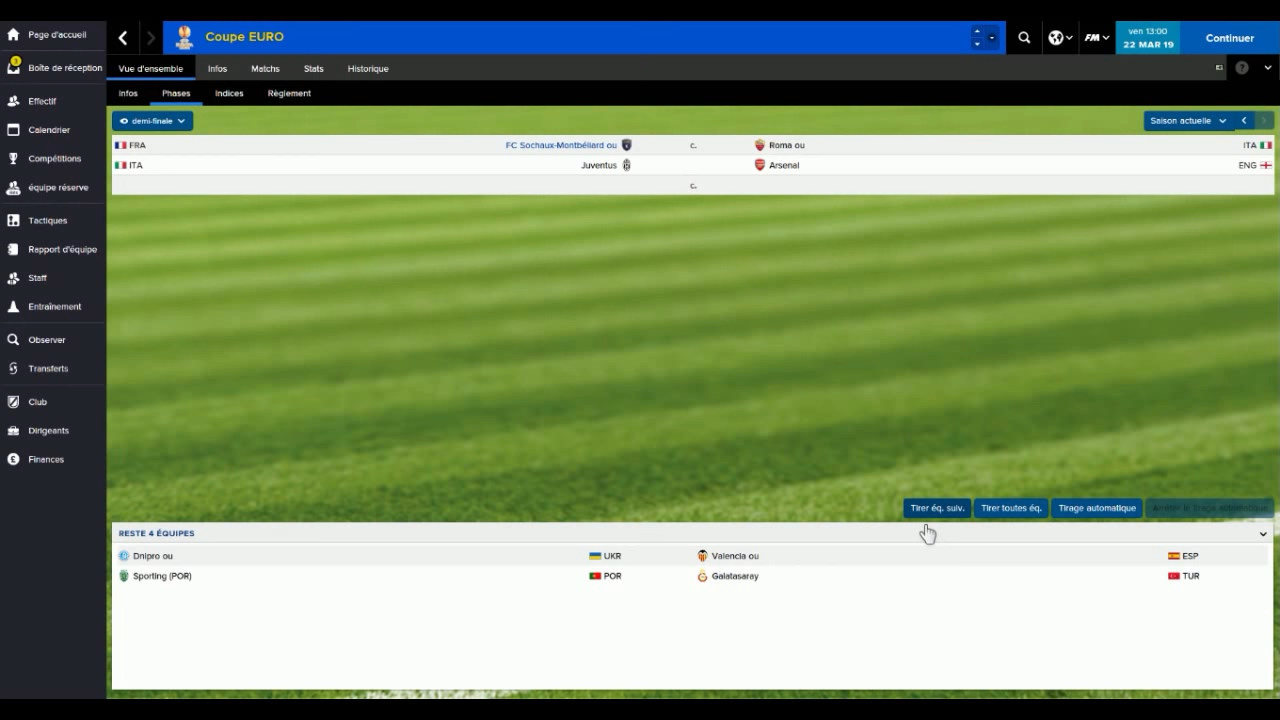 Page d'accueil
Coupe EURO
FM
ven 13:00
22 MAR 19
Continuer
3
Boîte de réception
Vue d'ensemble Infos Matchs Stats Historique
?
Infos Phases Indices Règlement
Effectif
Calendrier
Compétitions
équipe réserve
Tactiques
Rapport d'équipe
Staff
Entraînement
Observer
Transferts
Club
Dirigeants
Finances
demi-finale
Saison actuelle
FRA FC Sochaux-Montbéliard ou c. Roma ou ITA
ITA Juventus Arsenal ENG
c.
Tirer éq. suiv. Tirer toutes éq. Tirage automatique
RESTE 4 ÉQUIPES
Dnipro ou UKR Valencia ou ESP
Sporting (POR) POR Galatasaray TUR